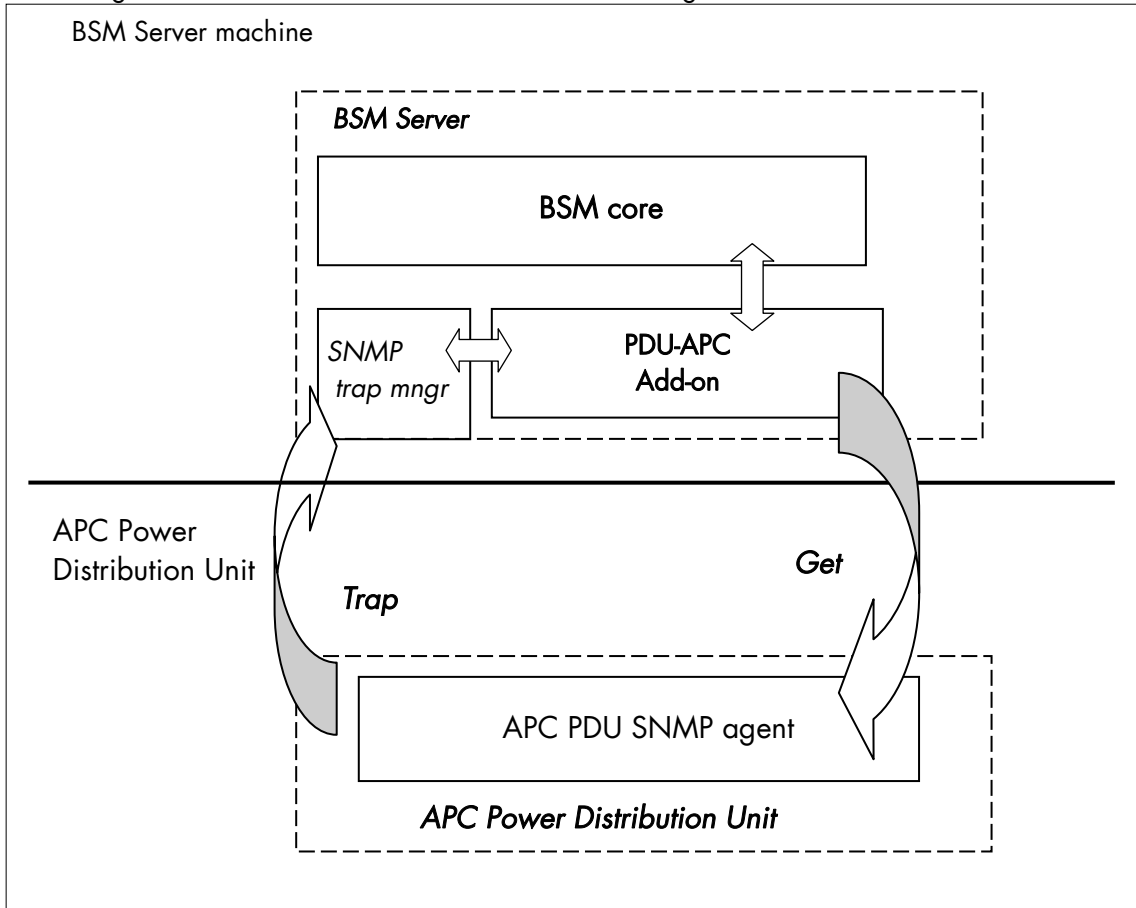 BSM Server machine
BSM Server
BSM core
SNMP
trap mngr
PDU-APC
Add-on
APC Power
Distribution Unit
Get
Trap
APC PDU SNMP agent
APC Power Distribution Unit